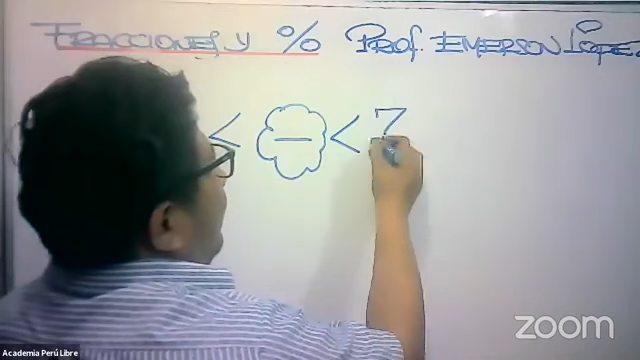 FRACCIONES Y % PROF. EMERSON LÓPEZ
< — < 7
zoom
Academia Perú Libre